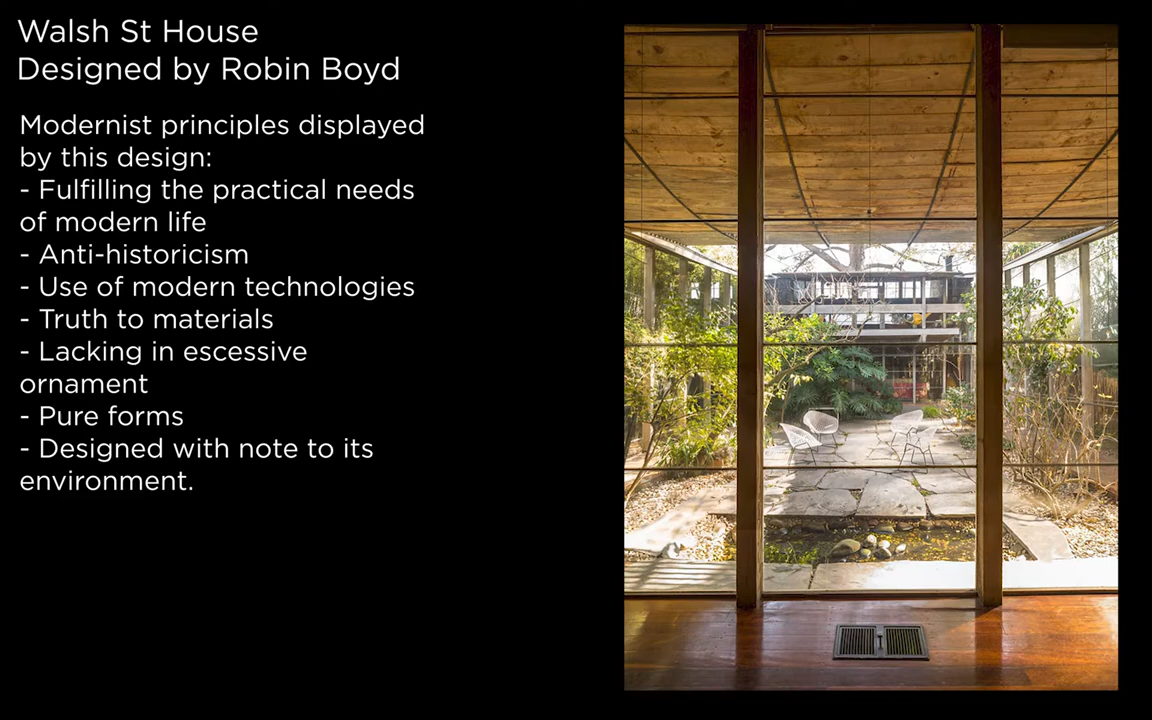 Walsh St House
Designed by Robin Boyd
Modernist principles displayed
by this design:
- Fulfilling the practical needs
of modern life
- Anti-historicism
- Use of modern technologies
- Truth to materials
- Lacking in escessive
ornament
- Pure forms
- Designed with note to its
environment.